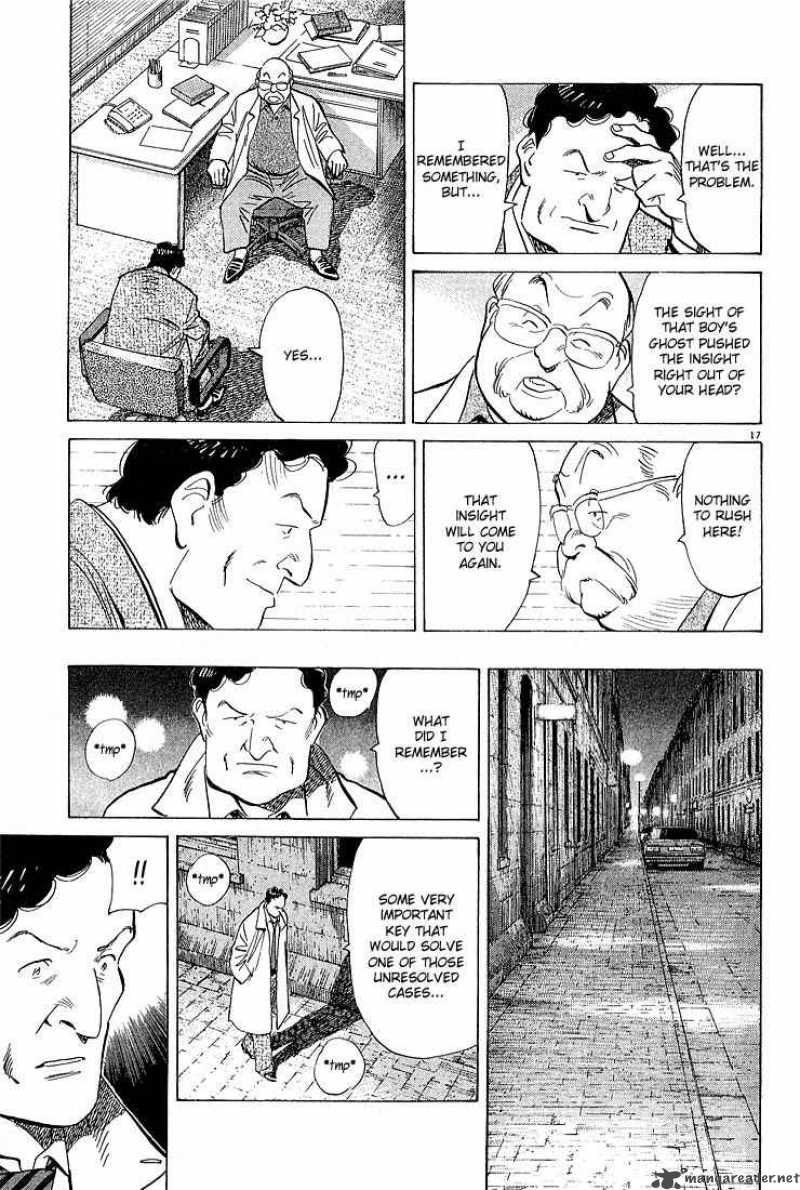 WELL...
THAT'S THE
PROBLEM.
I
REMEMBERED
SOMETHING,
BUT...
YES...
THE SIGHT OF
THAT BOY'S
GHOST PUSHED
THE INSIGHT
RIGHT OUT OF
YOUR HEAD?
17
NOTHING
TO RUSH
HERE!
THAT
INSIGHT
WILL COME
TO YOU
AGAIN.
...
WHAT
DID I
REMEMBER
...?
*tmp*
*tmp*
SOME VERY
IMPORTANT
KEY THAT
WOULD SOLVE
ONE OF THOSE
UNRESOLVED
CASES...
*tmp*
*tmp*
!!
mangareater.net